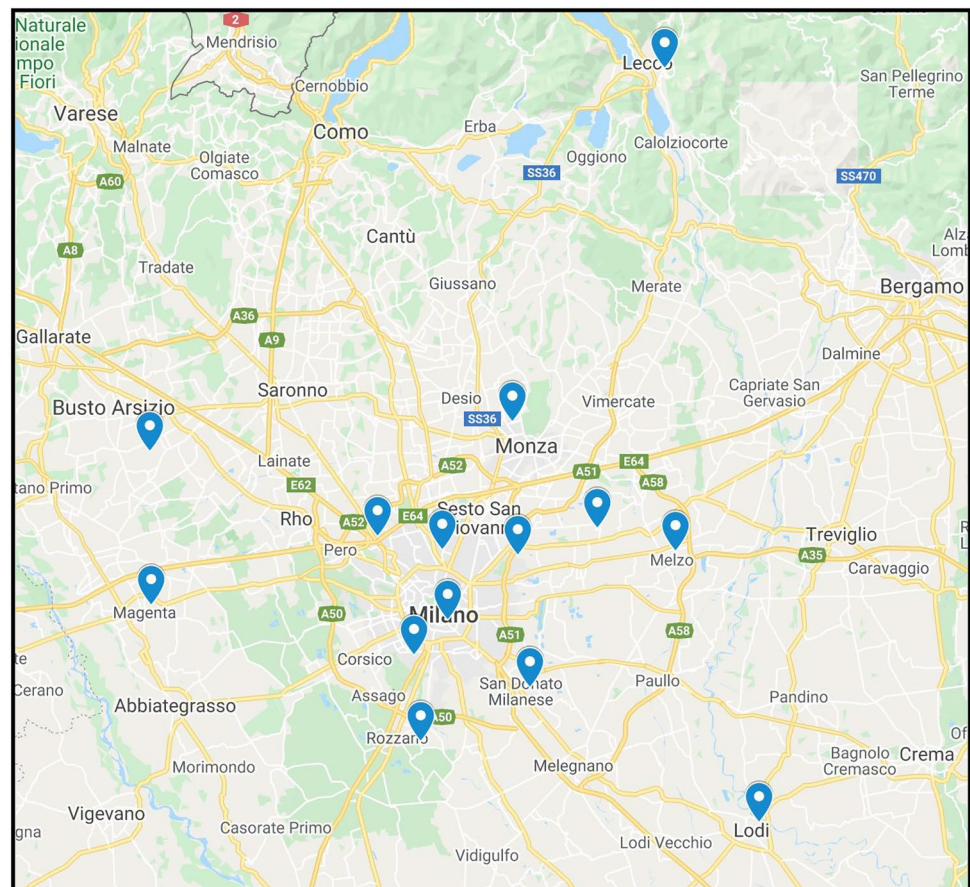 Naturale
ionale
mpo
Fiori
2
Mendrisio
Cernobbio
Lecco
San Pellegrino
Terme
Varese
Malnate
Como
Erba
Olgiate
Comasco
Oggiono
Calolziocorte
SS36
SS470
A60
A8
Cantù
Alz
Lomb
Tradate
Giussano
Merate
Bergamo
A36
A9
Gallarate
Dalmine
Saronno
Desio
Vimercate
Capriate San
Gervasio
Busto Arsizio
SS36
Monza
Lainate
A52
A51
E64
A58
tano Primo
E62
Rho
A52
E64
Sesto San
Giovanni
Pero
Melzo
Treviglio
A35
Caravaggio
Magenta
A50
Milano
A51
A58
te
Corsico
Cerano
San Donato
Milanese
Paullo
Assago
Abbiategrasso
A50
Pandino
Rozzano
Of
Bagnolo
Cremasco
Crema
Morimondo
Melegnano
Vigevano
gna
Casorate Primo
Lodi
Lodi Vecchio
Vidigulfo